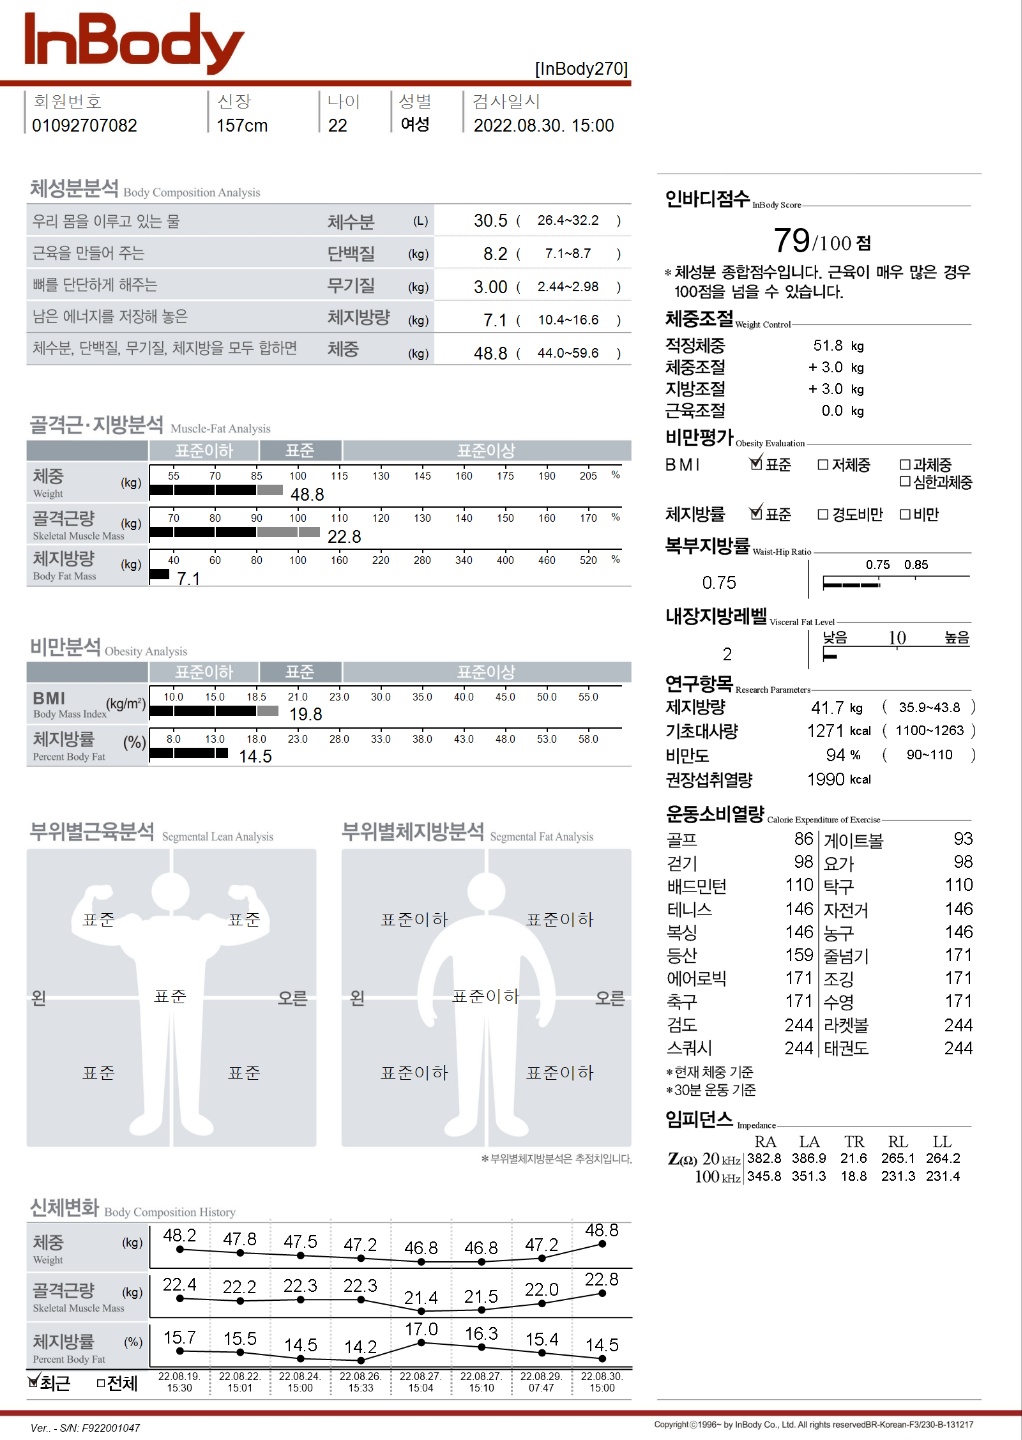 InBody
[InBody270]
회원번호 신장 나이 성별 검사일시
01092707082 157cm 22 여성 2022.08.30. 15:00
체성분분석 Body Composition Analysis
우리 몸을 이루고 있는 물 체수분 (L) 30.5 ( 26.4~32.2 )
근육을 만들어 주는 단백질 (kg) 8.2 ( 7.1~8.7 )
뼈를 단단하게 해주는 무기질 (kg) 3.00 ( 2.44~2.98 )
남은 에너지를 저장해 놓은 체지방량 (kg) 7.1 ( 10.4~16.6 )
체수분, 단백질, 무기질, 체지방을 모두 합하면 체중 (kg) 48.8 ( 44.0~59.6 )
골격근·지방분석 Muscle-Fat Analysis
표준이하 표준 표준이상
체중 (kg) 55 70 85 100 115 130 145 160 175 190 205 %
Weight 48.8
골격근량 (kg) 70 80 90 100 110 120 130 140 150 160 170 %
Skeletal Muscle Mass 22.8
체지방량 (kg) 40 60 80 100 160 220 280 340 400 460 520 %
Body Fat Mass 7.1
비만분석 Obesity Analysis
표준이하 표준 표준이상
BMI (kg/m²) 10.0 15.0 18.5 21.0 23.0 30.0 35.0 40.0 45.0 50.0 55.0
Body Mass Index 19.8
체지방률 (%) 8.0 13.0 18.0 23.0 28.0 33.0 38.0 43.0 48.0 53.0 58.0
Percent Body Fat 14.5
부위별근육분석 Segmental Lean Analysis
표준 표준
왼 표준 오른
표준 표준
부위별체지방분석 Segmental Fat Analysis
표준이하 표준이하
왼 표준이하 오른
표준이하 표준이하
* 부위별체지방분석은 추정치입니다.
신체변화 Body Composition History
체중 (kg) 48.2 47.8 47.5 47.2 46.8 46.8 47.2 48.8
Weight
골격근량 (kg) 22.4 22.2 22.3 22.3 21.4 21.5 22.0 22.8
Skeletal Muscle Mass
체지방률 (%) 15.7 15.5 14.5 14.2 17.0 16.3 15.4 14.5
Percent Body Fat
최근 전체 22.08.19. 22.08.22. 22.08.24. 22.08.26. 22.08.27. 22.08.27. 22.08.29. 22.08.30.
15:30 15:01 15:00 15:33 15:04 15:10 07:47 15:00
인바디점수 InBody Score
79/100 점
* 체성분 종합점수입니다. 근육이 매우 많은 경우
100점을 넘을 수 있습니다.
체중조절 Weight Control
적정체중 51.8 kg
체중조절 + 3.0 kg
지방조절 + 3.0 kg
근육조절 0.0 kg
비만평가 Obesity Evaluation
BMI 표준 저체중 과체중
심한과체중
체지방률 표준 경도비만 비만
복부지방률 Waist-Hip Ratio
0.75 0.85
0.75
내장지방레벨 Visceral Fat Level
낮음 10 높음
2
연구항목 Research Parameters
제지방량 41.7 kg ( 35.9~43.8 )
기초대사량 1271 kcal ( 1100~1263 )
비만도 94 % ( 90~110 )
권장섭취열량 1990 kcal
운동소비열량 Calorie Expenditure of Exercise
골프 86 게이트볼 93
걷기 98 요가 98
배드민턴 110 탁구 110
테니스 146 자전거 146
복싱 146 농구 146
등산 159 줄넘기 171
에어로빅 171 조깅 171
축구 171 수영 171
검도 244 라켓볼 244
스쿼시 244 태권도 244
*현재 체중 기준
*30분 운동 기준
임피던스 Impedance
RA LA TR RL LL
Z(Ω) 20 kHz 382.8 386.9 21.6 265.1 264.2
100 kHz 345.8 351.3 18.8 231.3 231.4
Ver.. - S/N: F922001047
Copyright©1996~ by InBody Co., Ltd. All rights reservedBR-Korean-F3/230-B-131217